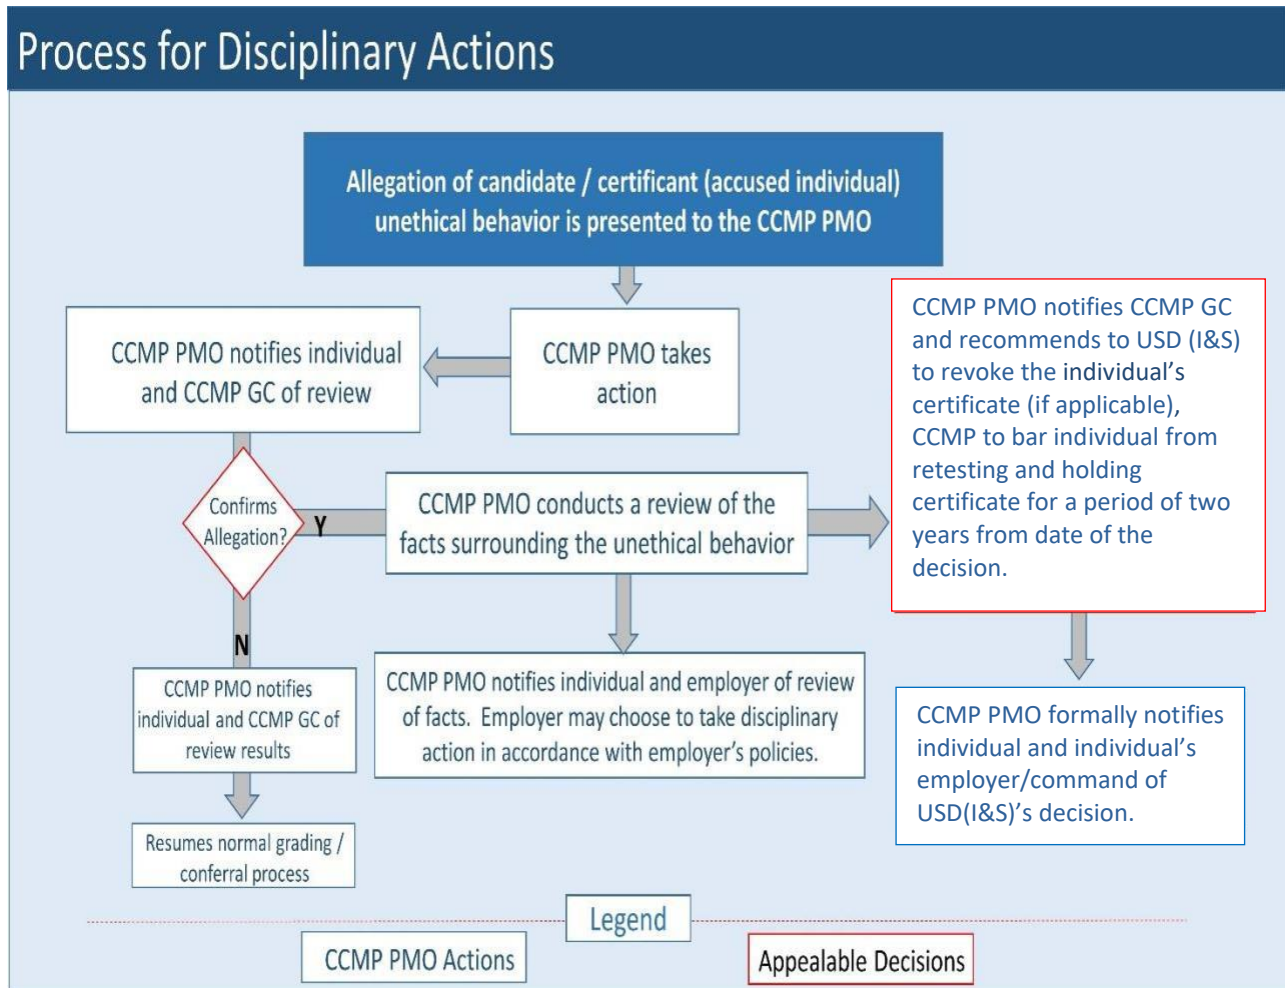 Process for Disciplinary Actions
Allegation of candidate / certificant (accused individual)
unethical behavior is presented to the CCMP PMO
CCMP PMO takes
action
CCMP PMO notifies individual
and CCMP GC of review
Confirms
Allegation?
Y
CCMP PMO conducts a review of the
facts surrounding the unethical behavior
CCMP PMO notifies CCMP GC
and recommends to USD (I&S)
to revoke the individual’s
certificate (if applicable),
CCMP to bar individual from
retesting and holding
certificate for a period of two
years from date of the
decision.
N
CCMP PMO notifies
individual and CCMP GC of
review results
CCMP PMO notifies individual and employer of review
of facts. Employer may choose to take disciplinary
action in accordance with employer’s policies.
CCMP PMO formally notifies
individual and individual’s
employer/command of
USD(I&S)’s decision.
Resumes normal grading /
conferral process
Legend
CCMP PMO Actions
Appealable Decisions